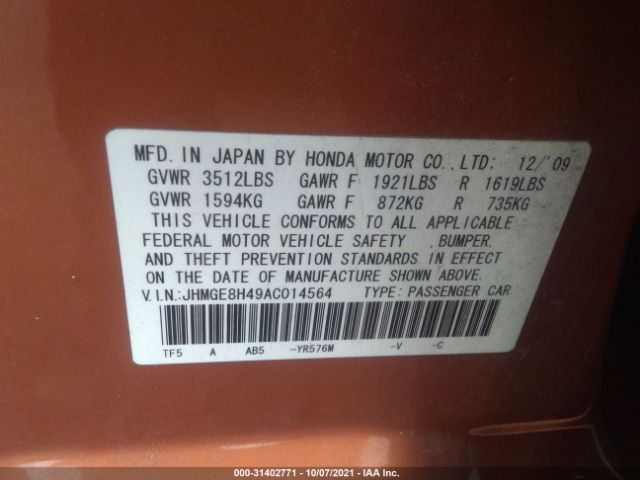 MFD. IN JAPAN BY HONDA MOTOR CO.,LTD: 12/'09
GVWR 3512LBS GAWR F 1921LBS R 1619LBS
GVWR 1594KG GAWR F 872KG R 735KG
THIS VEHICLE CONFORMS TO ALL APPLICABLE
FEDERAL MOTOR VEHICLE SAFETY ,BUMPER,
AND THEFT PREVENTION STANDARDS IN EFFECT
ON THE DATE OF MANUFACTURE SHOWN ABOVE.
V.I.N.:JHMGE8H49AC014564 TYPE: PASSENGER CAR
TF5 A AB5 -YR576M -V -C
000-31402771 - 10/07/2021 - IAA Inc.